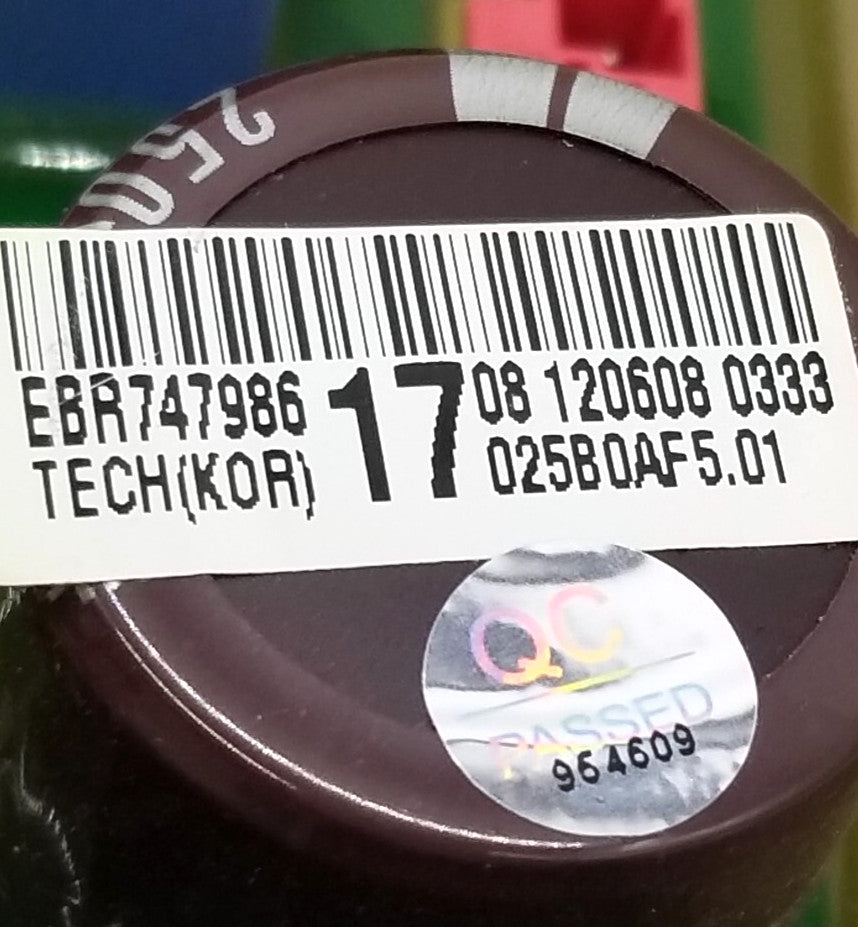 250
EBR747986 17 08 120608 0333
TECH(KOR) 025B0AF5.01
QC
PASSED
964609